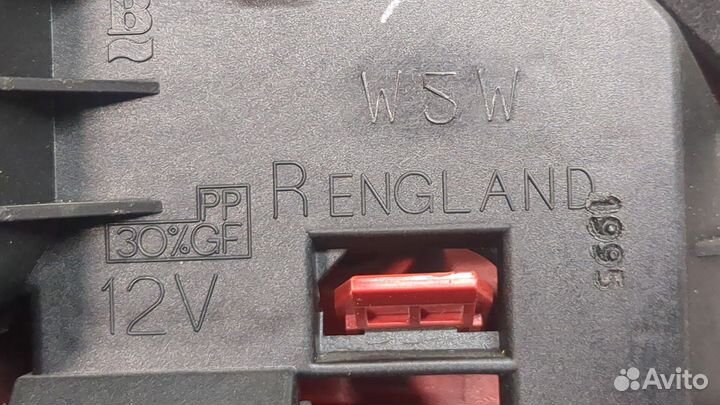 W5W
R ENGLAND
1995
PP
30%GF
12V
Avito